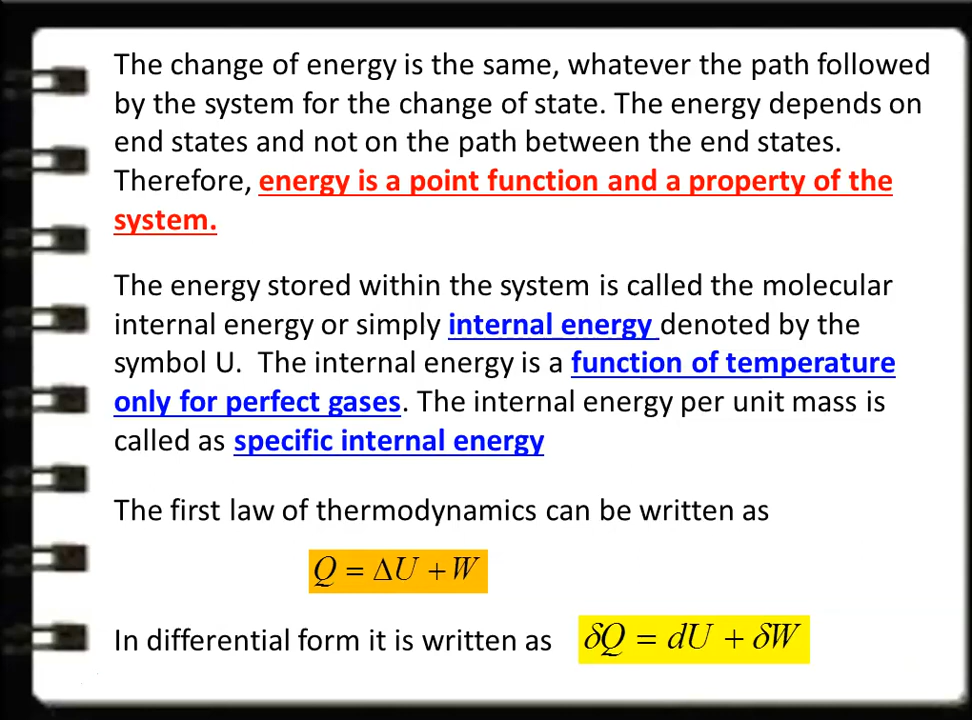 The change of energy is the same, whatever the path followed
by the system for the change of state. The energy depends on
end states and not on the path between the end states.
Therefore, energy is a point function and a property of the
system.
The energy stored within the system is called the molecular
internal energy or simply internal energy denoted by the
symbol U. The internal energy is a function of temperature
only for perfect gases. The internal energy per unit mass is
called as specific internal energy
The first law of thermodynamics can be written as
Q = ΔU + W
In differential form it is written as δQ = dU + δW